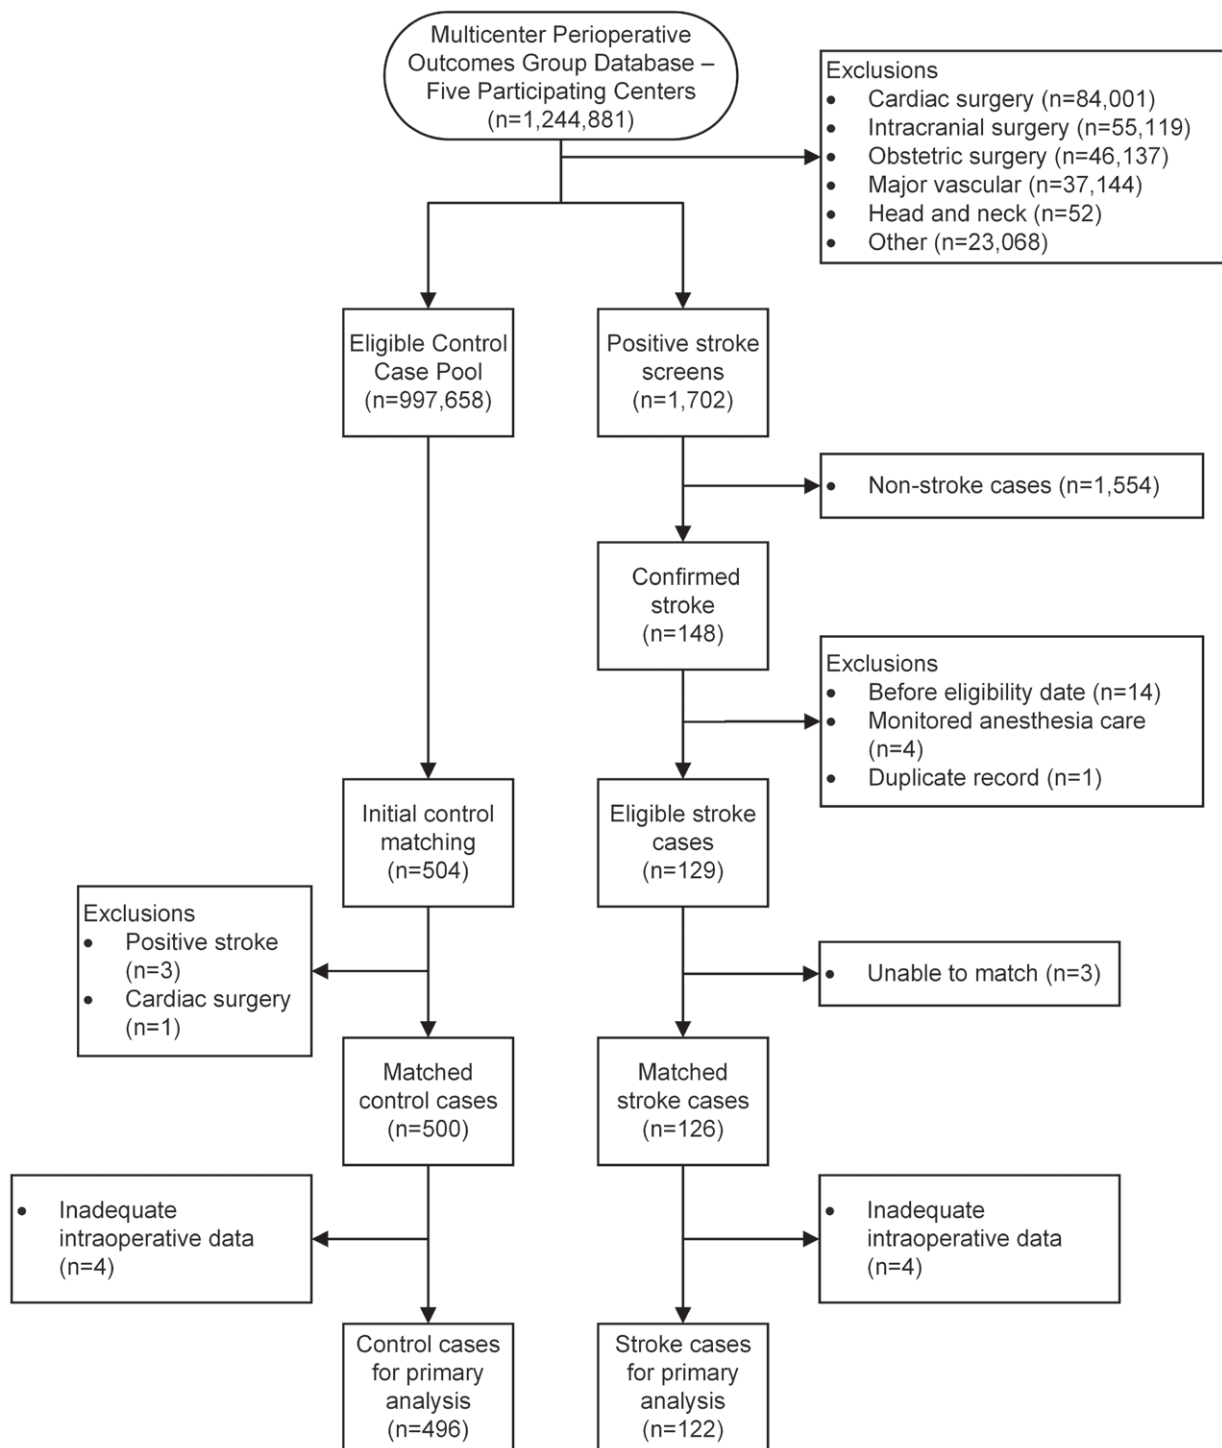 Multicenter Perioperative
Outcomes Group Database –
Five Participating Centers
(n=1,244,881)
Exclusions
• Cardiac surgery (n=84,001)
• Intracranial surgery (n=55,119)
• Obstetric surgery (n=46,137)
• Major vascular (n=37,144)
• Head and neck (n=52)
• Other (n=23,068)
Eligible Control
Case Pool
(n=997,658)
Positive stroke
screens
(n=1,702)
• Non-stroke cases (n=1,554)
Confirmed
stroke
(n=148)
Exclusions
• Before eligibility date (n=14)
• Monitored anesthesia care
(n=4)
• Duplicate record (n=1)
Initial control
matching
(n=504)
Eligible stroke
cases
(n=129)
Exclusions
• Positive stroke
(n=3)
• Cardiac surgery
(n=1)
• Unable to match (n=3)
Matched
control cases
(n=500)
Matched
stroke cases
(n=126)
• Inadequate
intraoperative data
(n=4)
• Inadequate
intraoperative data
(n=4)
Control cases
for primary
analysis
(n=496)
Stroke cases
for primary
analysis
(n=122)